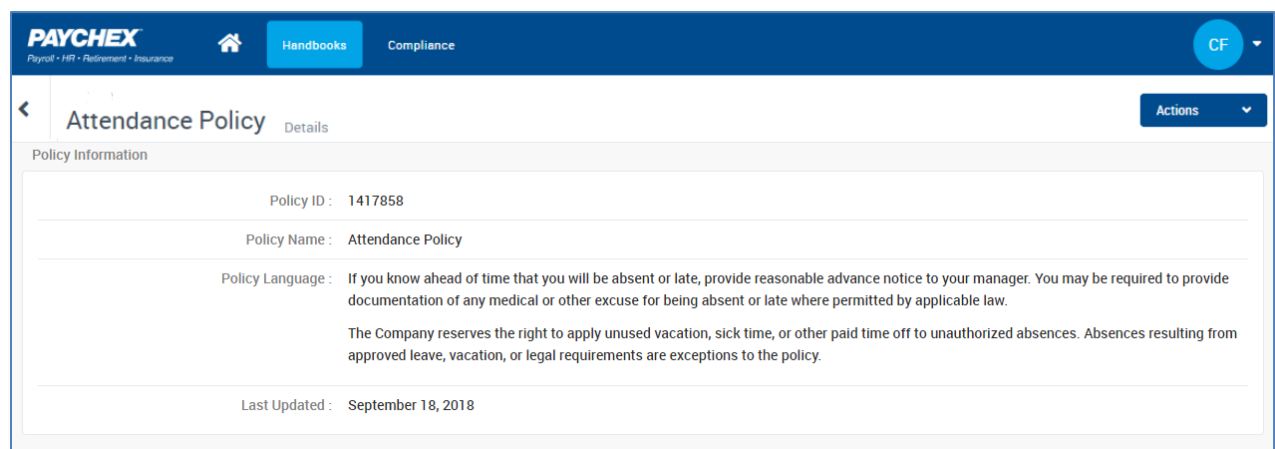 PAYCHEX
Payroll • HR • Retirement • Insurance
Handbooks
Compliance
CF
Attendance Policy Details
Actions
Policy Information
Policy ID : 1417858
Policy Name : Attendance Policy
Policy Language : If you know ahead of time that you will be absent or late, provide reasonable advance notice to your manager. You may be required to provide
documentation of any medical or other excuse for being absent or late where permitted by applicable law.
The Company reserves the right to apply unused vacation, sick time, or other paid time off to unauthorized absences. Absences resulting from
approved leave, vacation, or legal requirements are exceptions to the policy.
Last Updated : September 18, 2018